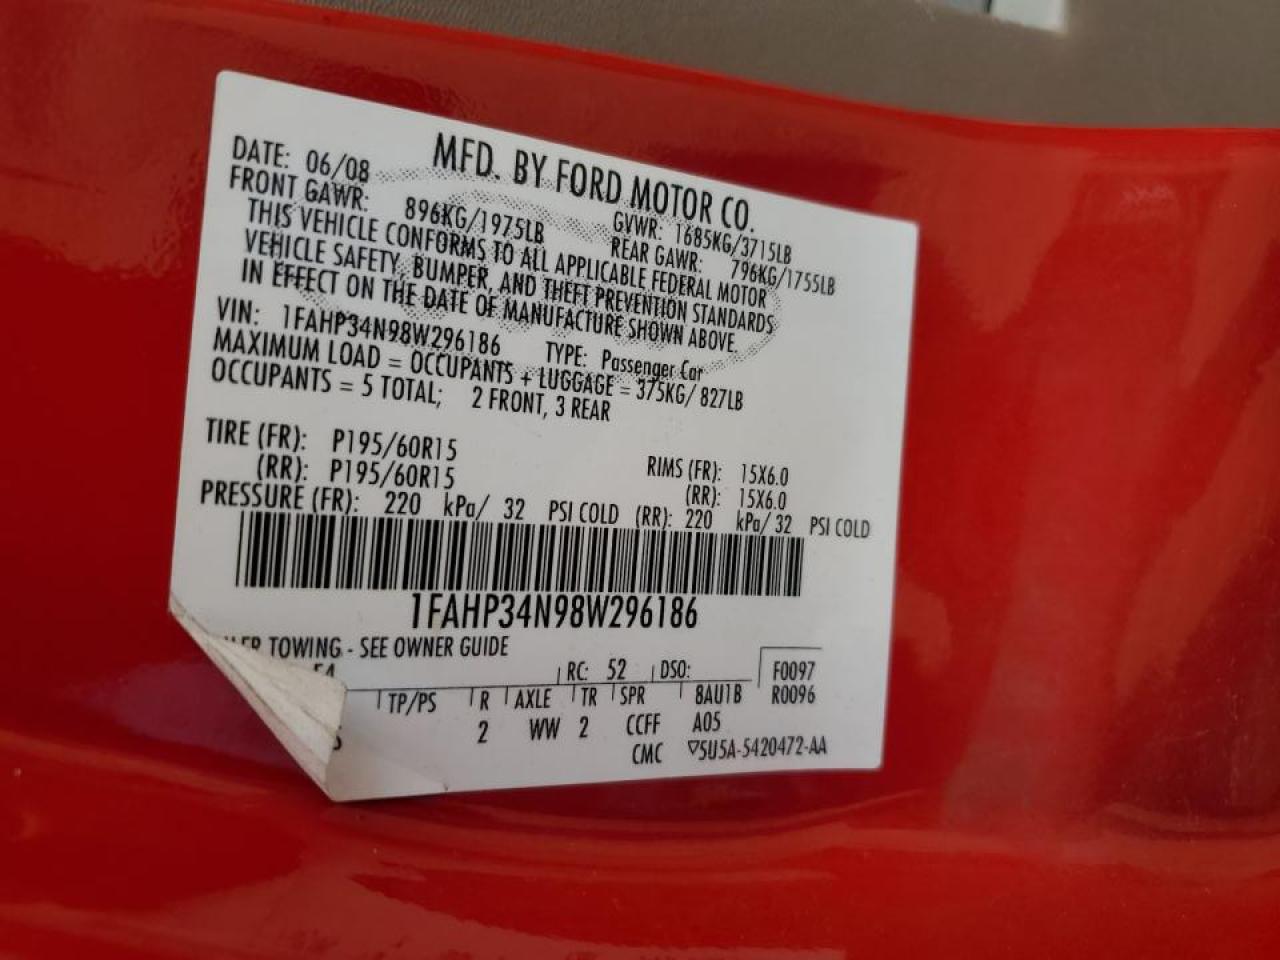 MFD. BY FORD MOTOR CO.
DATE: 06/08 GVWR: 1685KG/3715LB
FRONT GAWR: 896KG/1975LB REAR GAWR: 796KG/1755LB
THIS VEHICLE CONFORMS TO ALL APPLICABLE FEDERAL MOTOR
VEHICLE SAFETY, BUMPER, AND THEFT PREVENTION STANDARDS
IN EFFECT ON THE DATE OF MANUFACTURE SHOWN ABOVE.
VIN: 1FAHP34N98W296186 TYPE: Passenger Car
MAXIMUM LOAD = OCCUPANTS + LUGGAGE = 375KG/ 827LB
OCCUPANTS = 5 TOTAL; 2 FRONT, 3 REAR
TIRE (FR): P195/60R15 RIMS (FR): 15X6.0
(RR): P195/60R15 (RR): 15X6.0
PRESSURE (FR): 220 kPa/ 32 PSI COLD (RR): 220 kPa/ 32 PSI COLD
1FAHP34N98W296186
TOWING - SEE OWNER GUIDE
RC: 52 DSO: F0097
TP/PS R AXLE TR SPR 8AU1B R0096
2 WW 2 CCFF A05
CMC ▽5U5A-5420472-AA